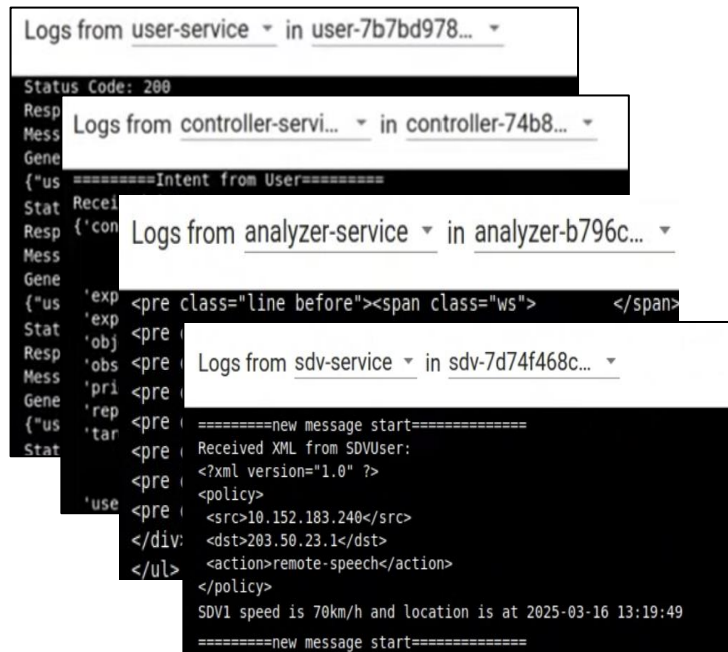 Logs from user-service in user-7b7bd978...
Status Code: 200
Resp
Mess
Gene
{"us
Stat
Resp
Mess
Gene
{"us
Stat
Resp
Mess
Gene
{"us
Stat
Logs from controller-servi... in controller-74b8...
=========Intent from User=========
Recei
{'con
'exp
'exp
'obj
'obs
'pri
'rep
'tar
'use
Logs from analyzer-service in analyzer-b796c...
<pre class="line before"><span class="ws"> </span>
<pre
<pre
<pre
<pre
<pre
<pre
<pre
</div>
</ul>
Logs from sdv-service in sdv-7d74f468c...
=========new message start==============
Received XML from SDVUser:
<?xml version="1.0" ?>
<policy>
<src>10.152.183.240</src>
<dst>203.50.23.1</dst>
<action>remote-speech</action>
</policy>
SDV1 speed is 70km/h and location is at 2025-03-16 13:19:49
=========new message start==============